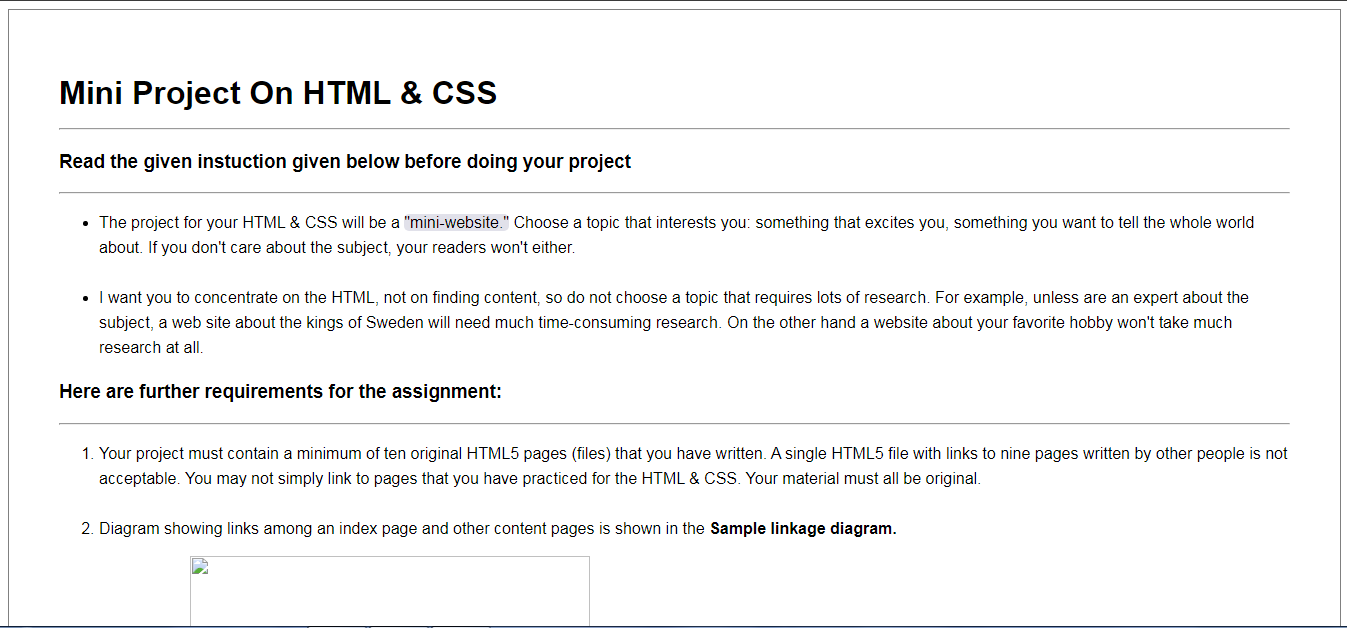 Mini Project On HTML & CSS
Read the given instuction given below before doing your project
• The project for your HTML & CSS will be a "mini-website." Choose a topic that interests you: something that excites you, something you want to tell the whole world
about. If you don't care about the subject, your readers won't either.
• I want you to concentrate on the HTML, not on finding content, so do not choose a topic that requires lots of research. For example, unless are an expert about the
subject, a web site about the kings of Sweden will need much time-consuming research. On the other hand a website about your favorite hobby won't take much
research at all.
Here are further requirements for the assignment:
1. Your project must contain a minimum of ten original HTML5 pages (files) that you have written. A single HTML5 file with links to nine pages written by other people is not
acceptable. You may not simply link to pages that you have practiced for the HTML & CSS. Your material must all be original.
2. Diagram showing links among an index page and other content pages is shown in the Sample linkage diagram.